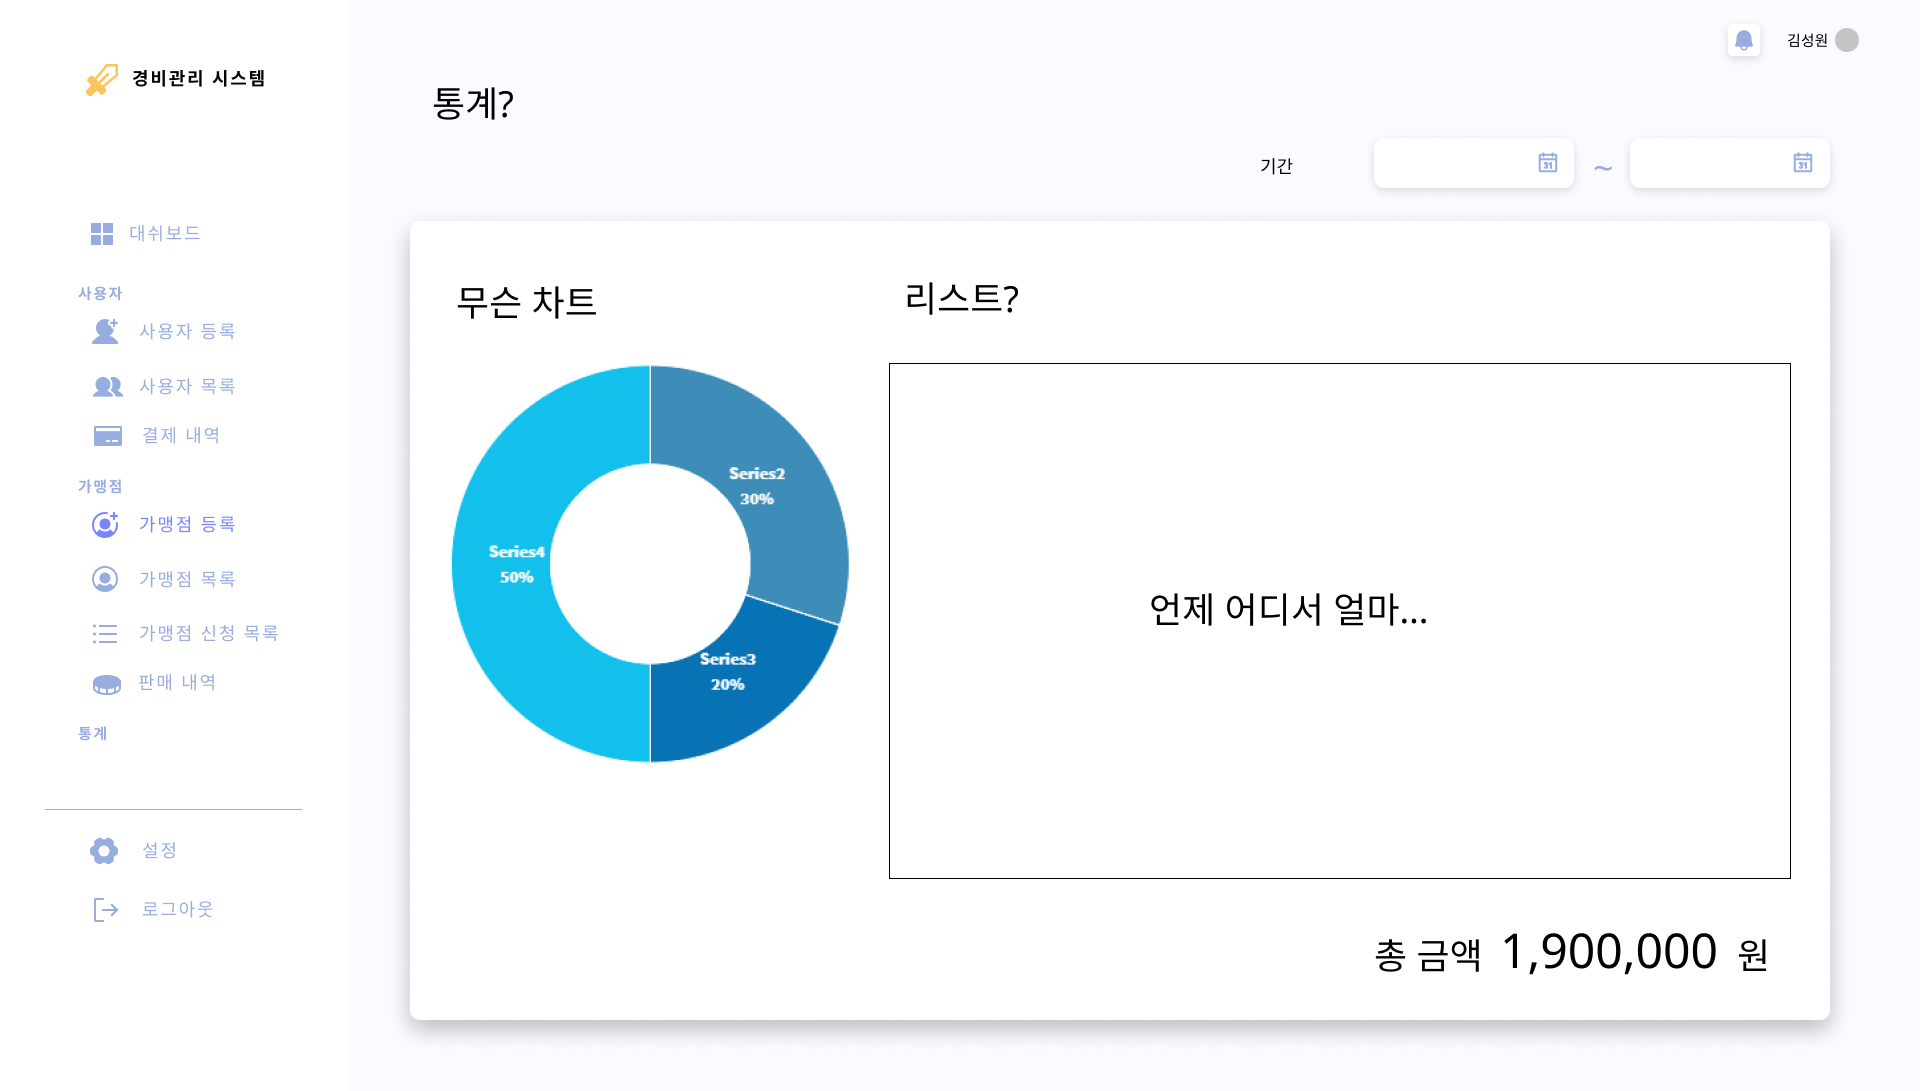 경비관리 시스템
대쉬보드
사용자
사용자 등록
사용자 목록
결제 내역
가맹점
가맹점 등록
가맹점 목록
가맹점 신청 목록
판매 내역
통계
설정
로그아웃
김성원
통계?
기간
31
~
31
무슨 차트
Series2
30%
Series4
50%
Series3
20%
리스트?
언제 어디서 얼마...
총 금액 1,900,000 원